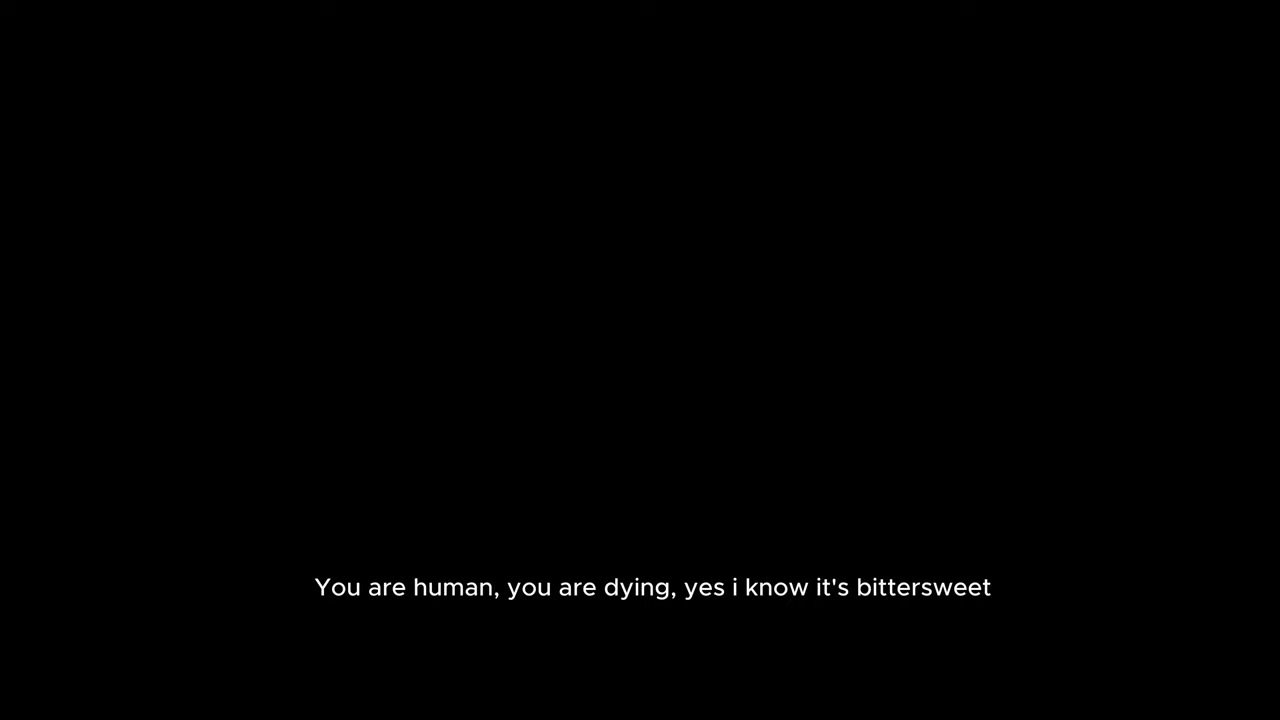 You are human, you are dying, yes i know it's bittersweet